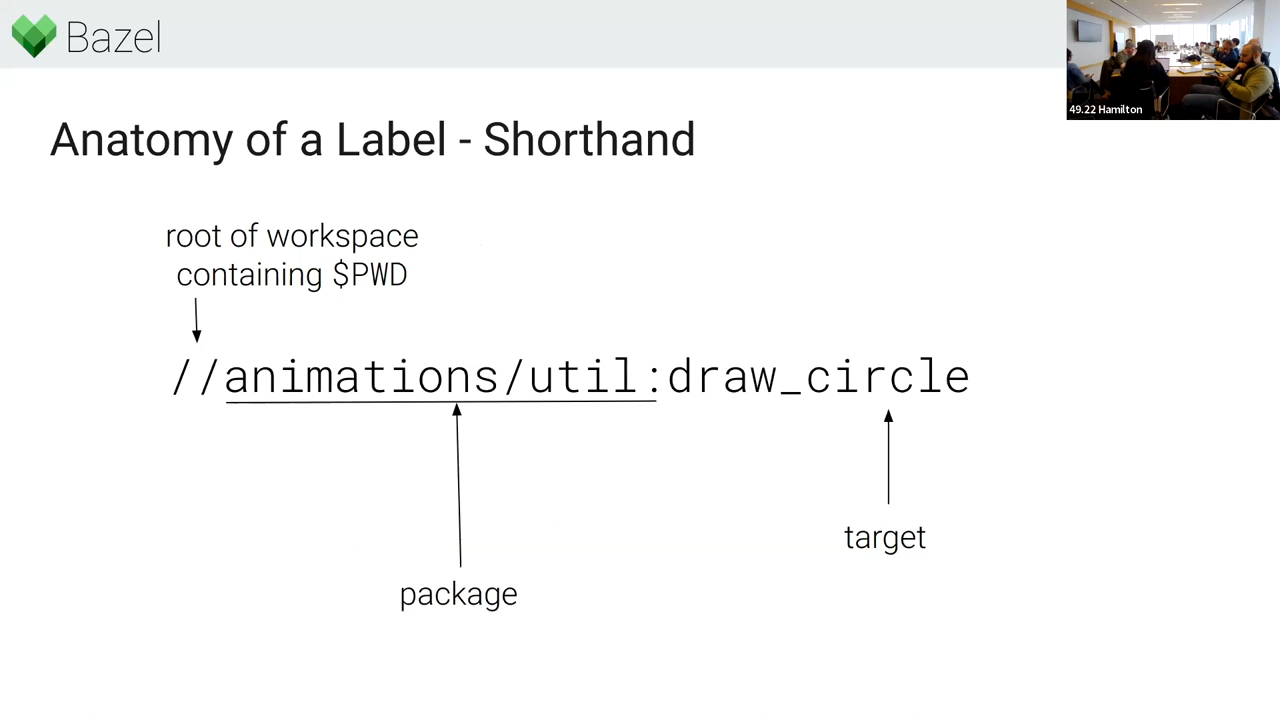 Bazel
49.22 Hamilton
Anatomy of a Label - Shorthand
root of workspace
containing $PWD
//animations/util:draw_circle
target
package